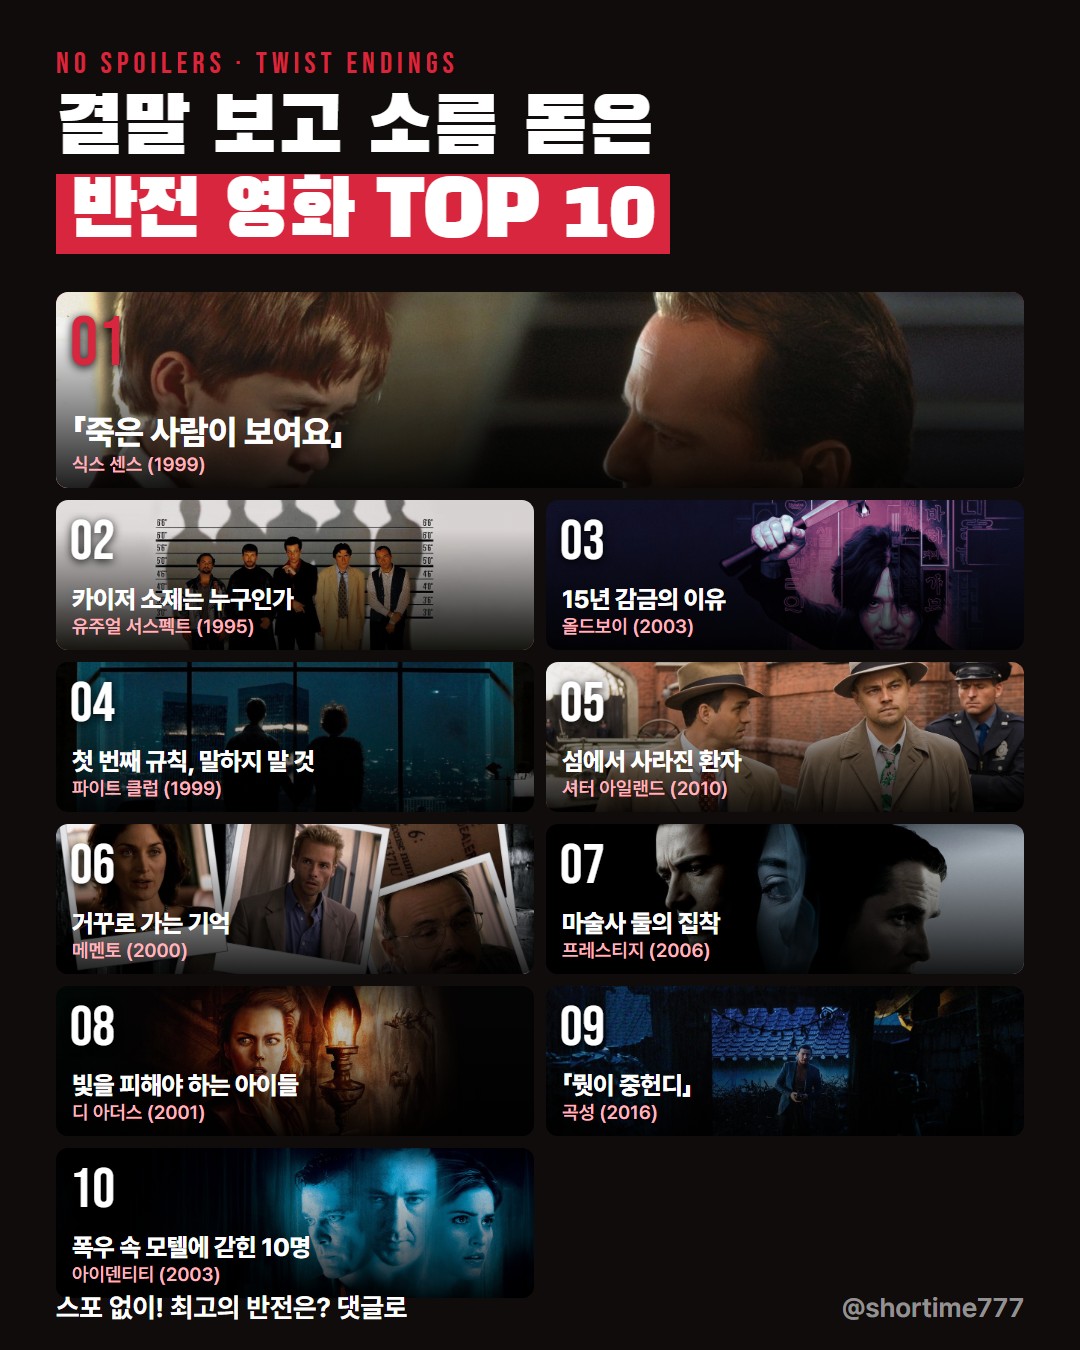 NO SPOILERS · TWIST ENDINGS
결말 보고 소름 돋은
반전 영화 TOP 10
01
「죽은 사람이 보여요」
식스 센스 (1999)
02
카이저 소제는 누구인가
유주얼 서스펙트 (1995)
03
15년 감금의 이유
올드보이 (2003)
04
첫 번째 규칙, 말하지 말 것
파이트 클럽 (1999)
05
섬에서 사라진 환자
셔터 아일랜드 (2010)
06
거꾸로 가는 기억
메멘토 (2000)
07
마술사 둘의 집착
프레스티지 (2006)
08
빛을 피해야 하는 아이들
디 아더스 (2001)
09
「뭣이 중헌디」
곡성 (2016)
10
폭우 속 모텔에 갇힌 10명
아이덴티티 (2003)
스포 없이! 최고의 반전은? 댓글로
@shortime777